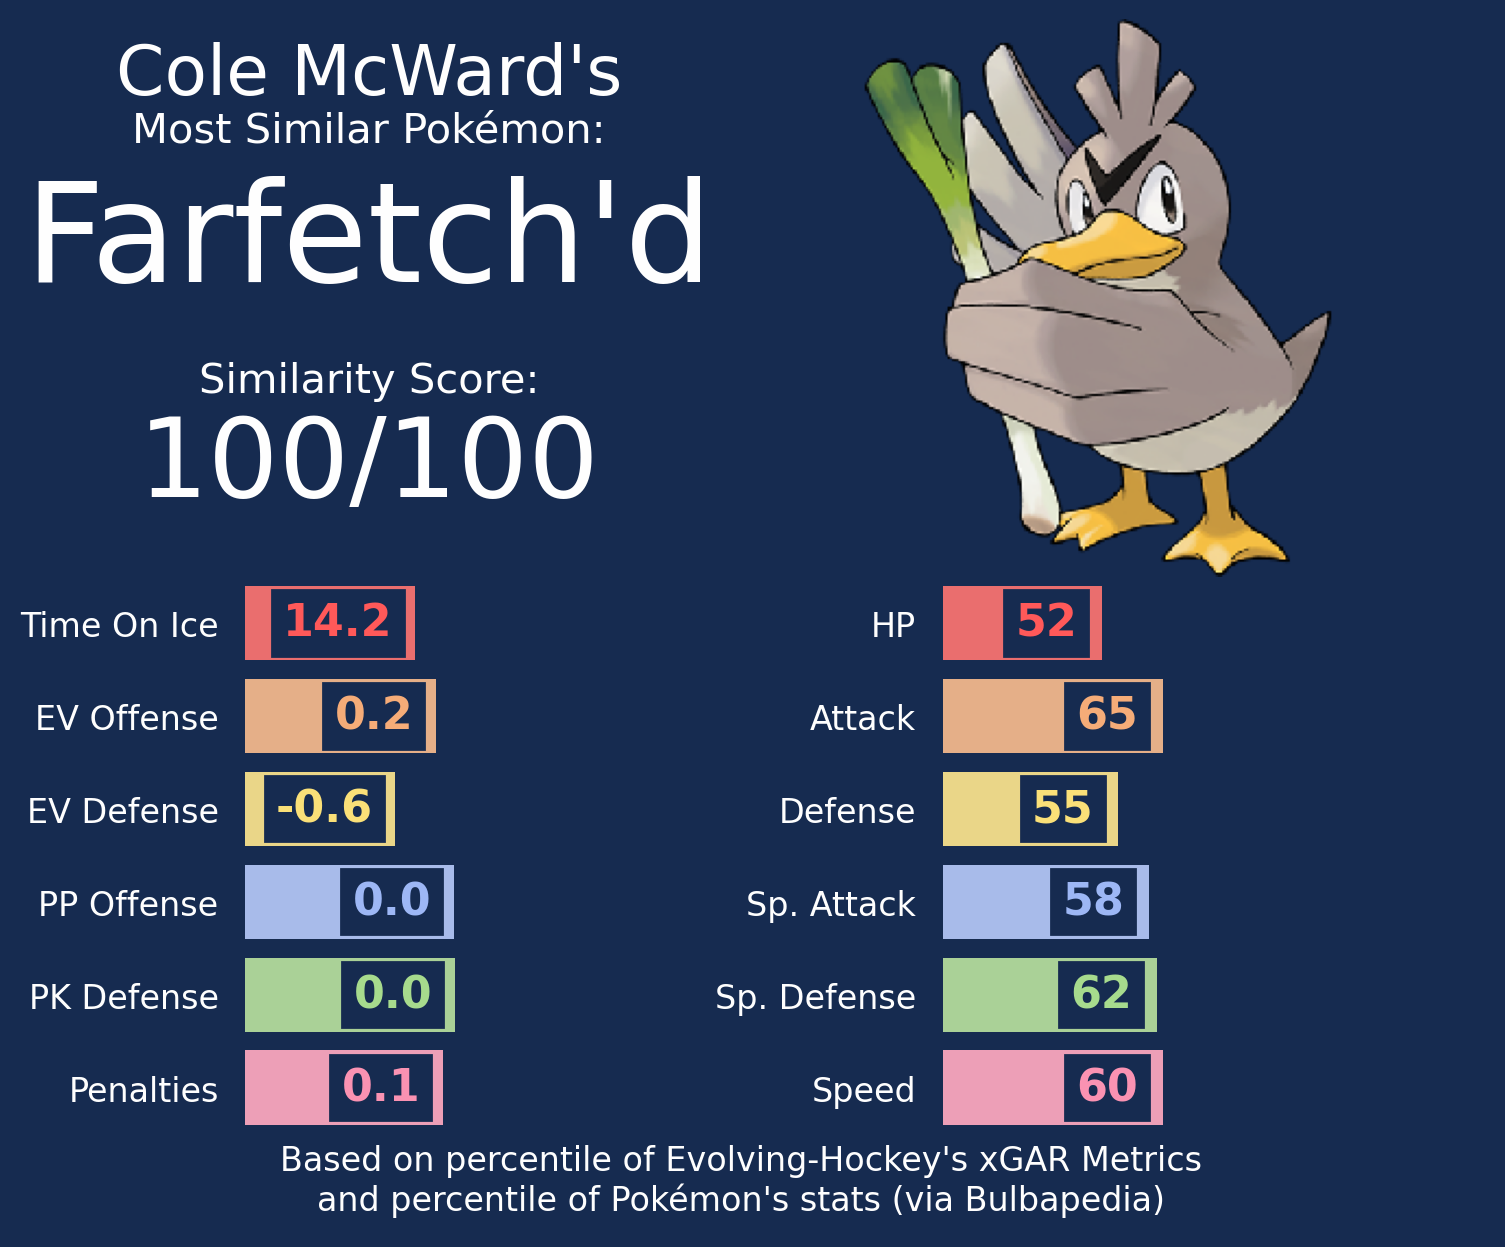 Cole McWard's
Most Similar Pokémon:
Farfetch'd
Similarity Score:
100/100
Time On Ice 14.2
EV Offense 0.2
EV Defense -0.6
PP Offense 0.0
PK Defense 0.0
Penalties 0.1
HP 52
Attack 65
Defense 55
Sp. Attack 58
Sp. Defense 62
Speed 60
Based on percentile of Evolving-Hockey's xGAR Metrics
and percentile of Pokémon's stats (via Bulbapedia)